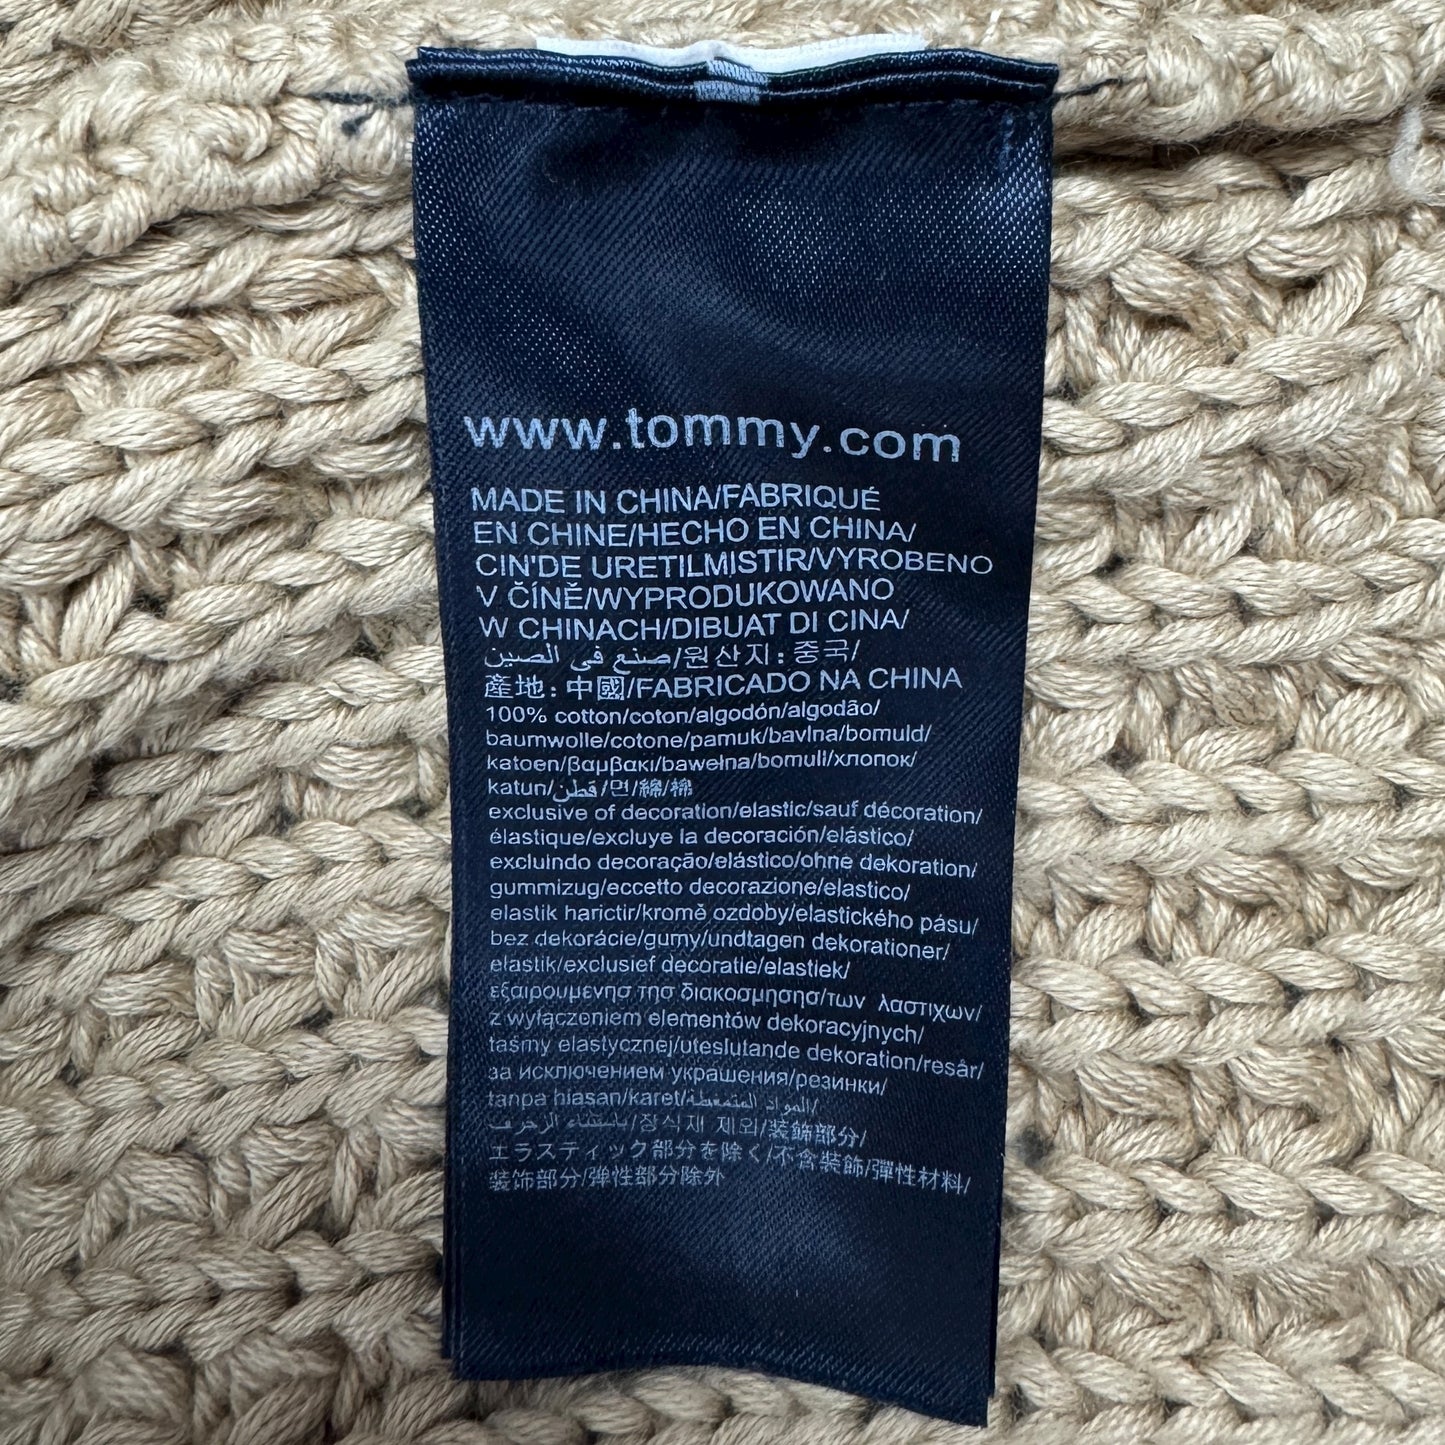 www.tommy.com
MADE IN CHINA/FABRIQUÉ
EN CHINE/HECHO EN CHINA/
CIN'DE URETILMISTİR/VYROBENO
V ČÍNĚ/WYPRODUKOWANO
W CHINACH/DIBUAT DI CINA/
صنع في الصين/원산지: 중국/
產地: 中國/FABRICADO NA CHINA
100% cotton/coton/algodón/algodão/
baumwolle/cotone/pamuk/bavlna/bomuld/
katoen/βαμβακι/bawełna/bomull/хлопок/
katun/قطن/면/綿/棉
exclusive of decoration/elastic/sauf décoration/
élastique/excluye la decoración/elástico/
excluindo decoração/elástico/ohne dekoration/
gummizug/eccetto decorazione/elastico/
elastik harictir/kromě ozdoby/elastického pásu/
bez dekorácie/gumy/undtagen dekorationer/
elastik/exclusief decoratie/elastiek/
εξαιρουμενησ τησ διακοσμησησ/των λαστιχων/
z wyłączeniem elementów dekoracyjnych/
taśmy elastycznej/uteslutande dekoration/resår/
за исключением украшения/резинки/
tanpa hiasan/karet/المواد المتمغطة/
باستثناء الزخرف/장식재 제외/装飾部分/
エラスティック部分を除く/不含装飾/彈性材料/
装饰部分/弹性部分除外